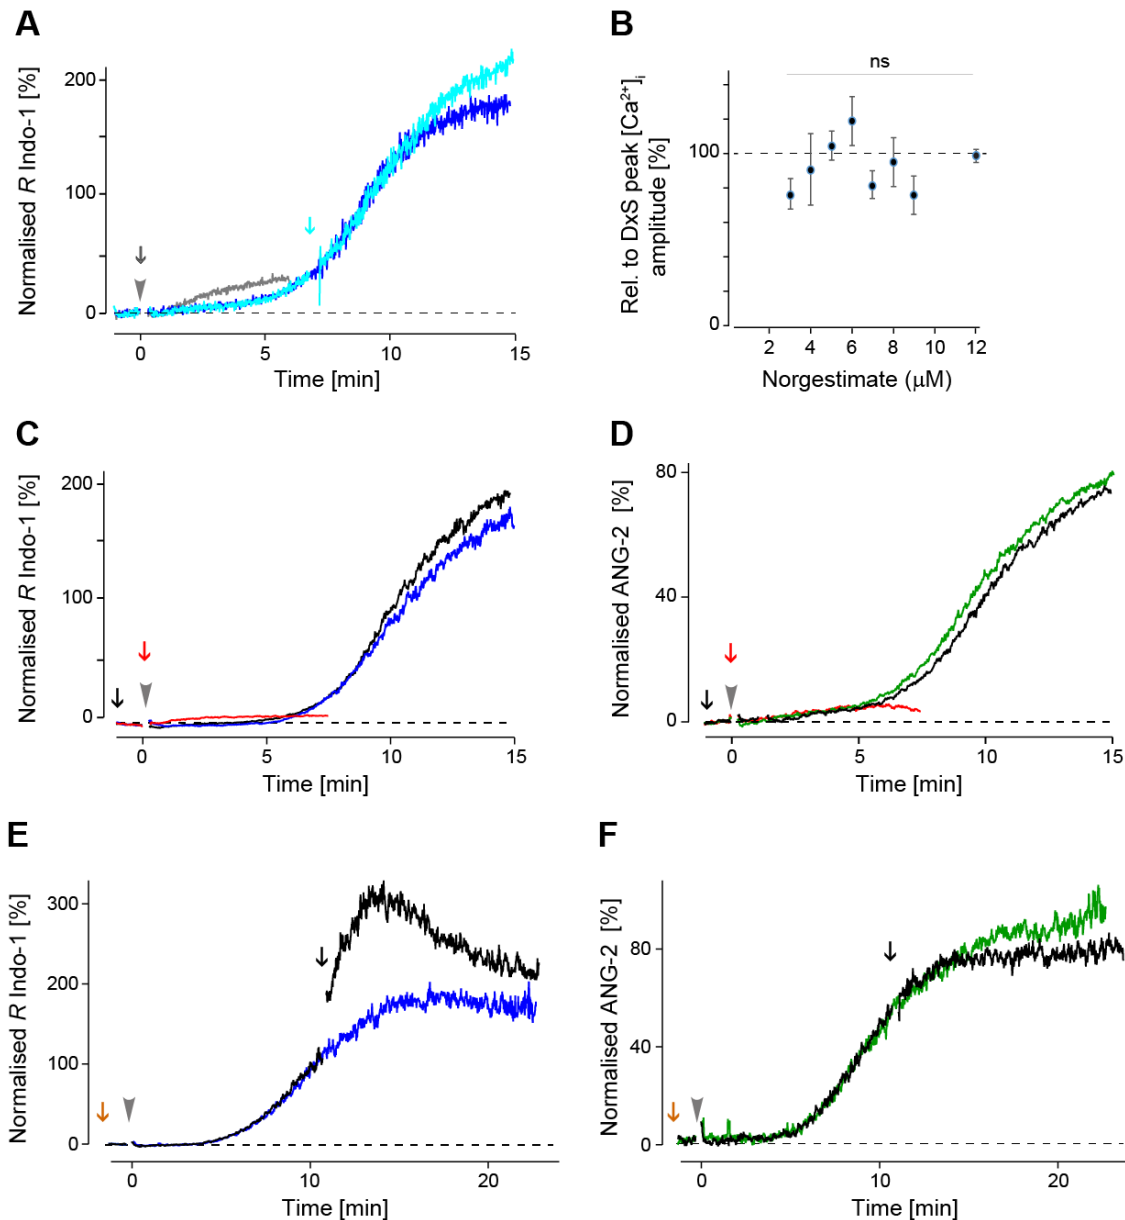 A
Normalised R Indo-1 [%]
200
100
0
0 5 10 15
Time [min]
B
Rel. to DxS peak [Ca²⁺]ᵢ
amplitude [%]
ns
100
0
2 4 6 8 10 12
Norgestimate (μM)
C
Normalised R Indo-1 [%]
200
100
0
0 5 10 15
Time [min]
D
Normalised ANG-2 [%]
80
40
0
0 5 10 15
Time [min]
E
Normalised R Indo-1 [%]
300
200
100
0
0 10 20
Time [min]
F
Normalised ANG-2 [%]
80
40
0
0 10 20
Time [min]